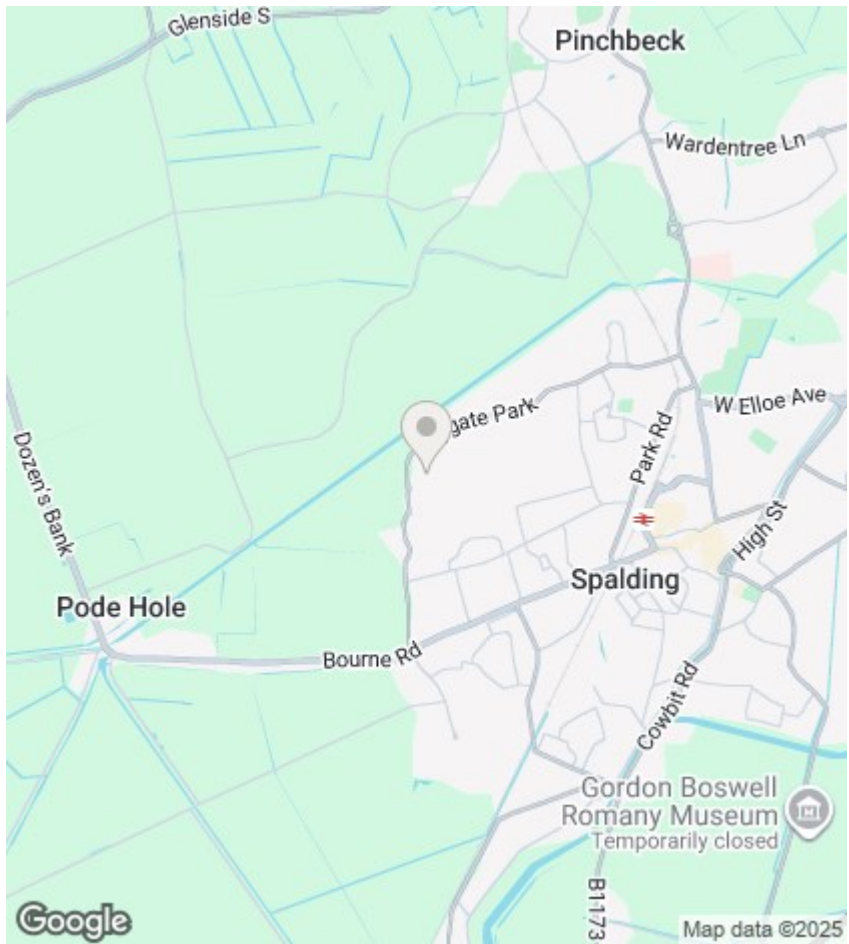 Glenside S
Pinchbeck
Wardentree Ln
gate Park
W Elloe Ave
Park Rd
Dozen's Bank
High St
Spalding
Pode Hole
Bourne Rd
Cowbit Rd
Gordon Boswell
Romany Museum
Temporarily closed
B1173
Google
Map data ©2025